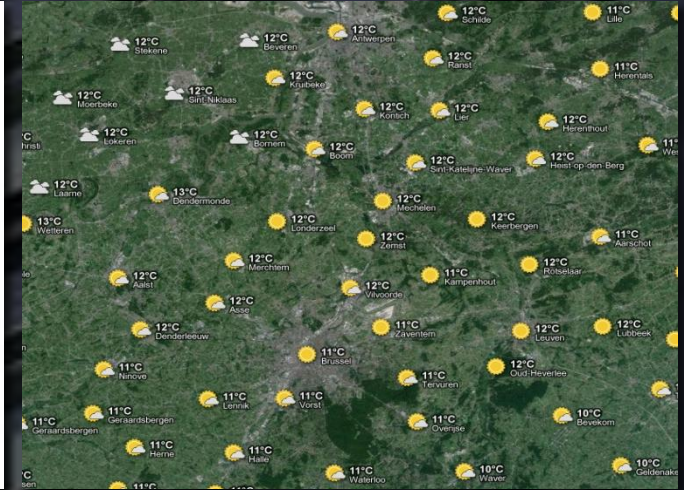 12°C
Schilde
11°C
Lille
12°C
Antwerpen
12°C
Stekene
12°C
Beveren
12°C
Ranst
11°C
Herentals
12°C
Kruibeke
12°C
Moerbeke
12°C
Sint-Niklaas
12°C
Kontich
12°C
Lier
12°C
Herenthout
°C
hristi
12°C
Lokeren
12°C
Bornem
12°C
Boom
12°C
Sint-Katelijne-Waver
12°C
Heist-op-den-Berg
11°C
12°C
Laarne
13°C
Dendermonde
12°C
Mechelen
13°C
Wetteren
12°C
Londerzeel
12°C
Zemst
12°C
Keerbergen
11°C
Aarschot
12°C
Merchtem
12°C
Aalst
11°C
Kampenhout
12°C
Rotselaar
12°C
Vilvoorde
12°C
Asse
12°C
Denderleeuw
11°C
Zaventem
12°C
Leuven
12°C
Lubbeek
11°C
Brussel
11°C
Ninove
11°C
Tervuren
12°C
Oud-Heverlee
11°C
Lennik
11°C
Vorst
11°C
Geraardsbergen
11°C
Geraardsbergen
11°C
Overijse
10°C
Bevekom
11°C
Herne
11°C
Halle
11°C
Waterloo
10°C
Waver
10°C
Geldenake
11°C
11°C